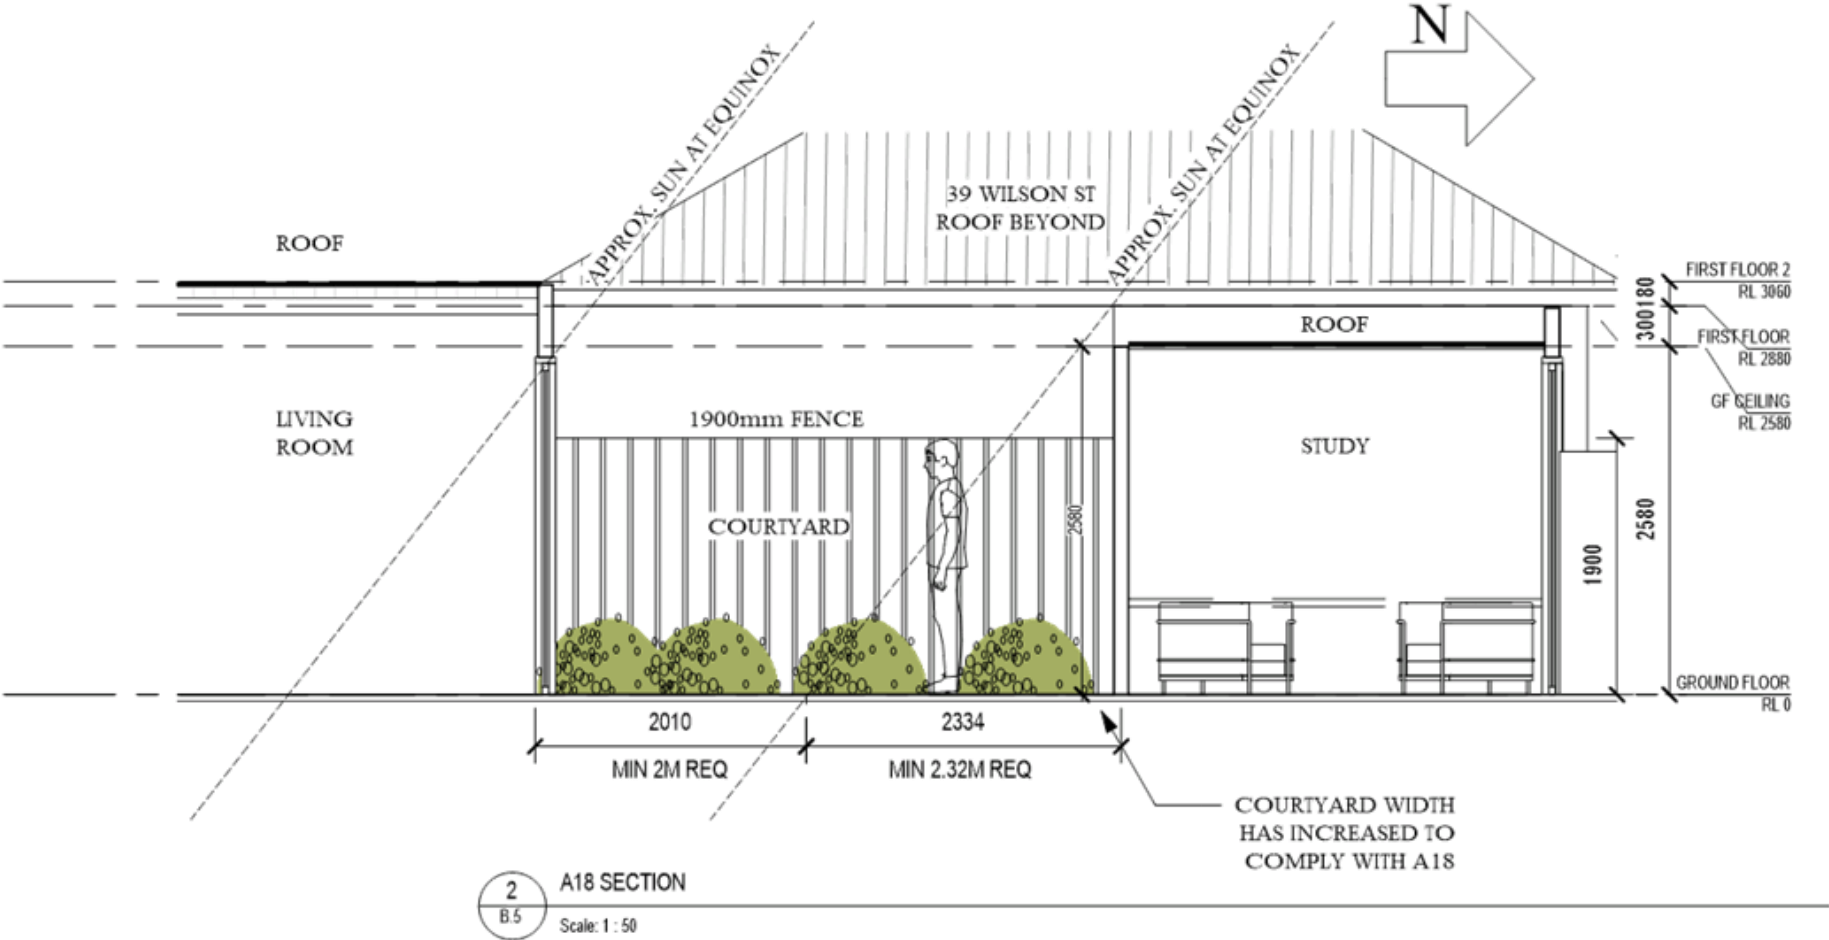 N
APPROX. SUN AT EQUINOX
APPROX. SUN AT EQUINOX
39 WILSON ST
ROOF BEYOND
ROOF
FIRST FLOOR 2
RL 3060
180
300
ROOF
FIRST FLOOR
RL 2880
GF CEILING
RL 2580
LIVING
ROOM
1900mm FENCE
STUDY
COURTYARD
2580
2580
1900
GROUND FLOOR
RL 0
2010
2334
MIN 2M REQ
MIN 2.32M REQ
COURTYARD WIDTH
HAS INCREASED TO
COMPLY WITH A18
2
B.5
A18 SECTION
Scale: 1 : 50